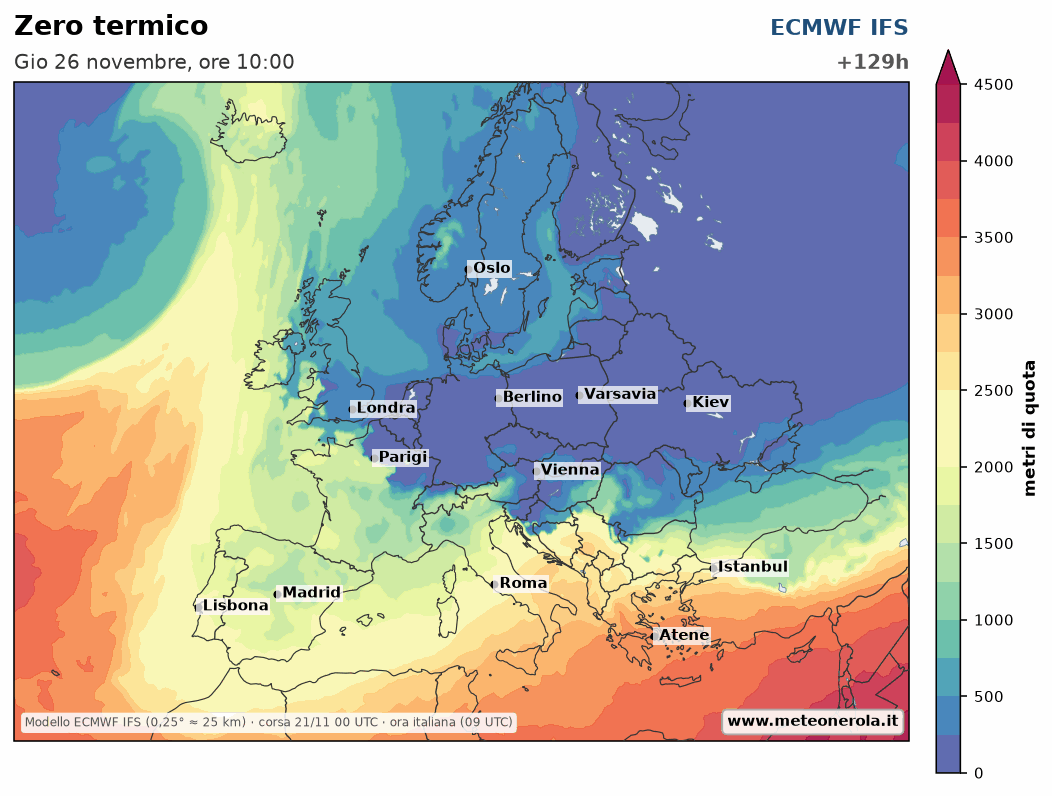 Zero termico
ECMWF IFS
Gio 26 novembre, ore 10:00
+129h
4500
4000
3500
3000
2500
2000
1500
1000
500
0
metri di quota
Oslo
Londra
Berlino
Varsavia
Kiev
Parigi
Vienna
Istanbul
Roma
Madrid
Lisbona
Atene
Modello ECMWF IFS (0,25° ≈ 25 km) · corsa 21/11 00 UTC · ora italiana (09 UTC)
www.meteonerola.it